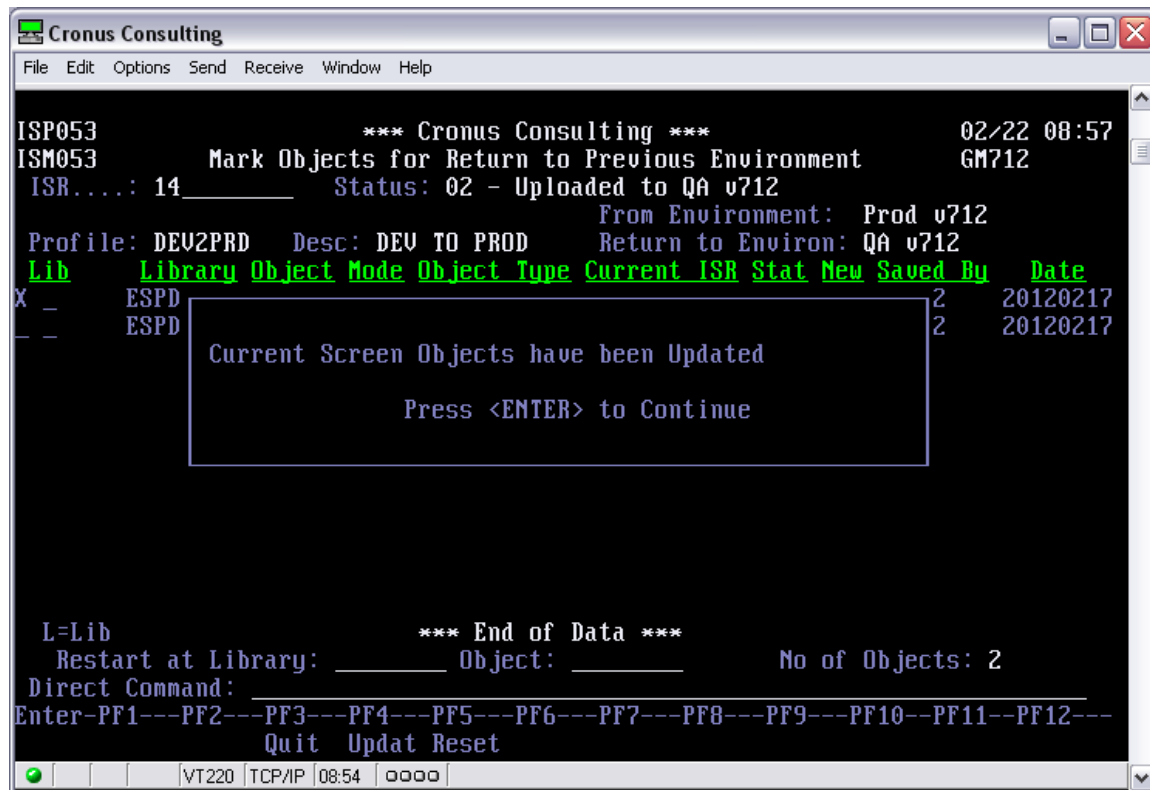 Cronus Consulting
File Edit Options Send Receive Window Help
ISP053 *** Cronus Consulting *** 02/22 08:57
ISM053 Mark Objects for Return to Previous Environment GM712
ISR....: 14_________ Status: 02 - Uploaded to QA v712
From Environment: Prod v712
Profile: DEV2PRD Desc: DEV TO PROD Return to Environ: QA v712
Lib Library Object Mode Object Type Current ISR Stat New Saved By Date
X _ ESPD 2 20120217
_ _ ESPD 2 20120217
Current Screen Objects have been Updated
Press <ENTER> to Continue
L=Lib *** End of Data ***
Restart at Library: ________ Object: ________ No of Objects: 2
Direct Command: ____________________________________________________________
Enter-PF1---PF2---PF3---PF4---PF5---PF6---PF7---PF8---PF9---PF10--PF11--PF12---
Quit Updat Reset
VT220 TCP/IP 08:54